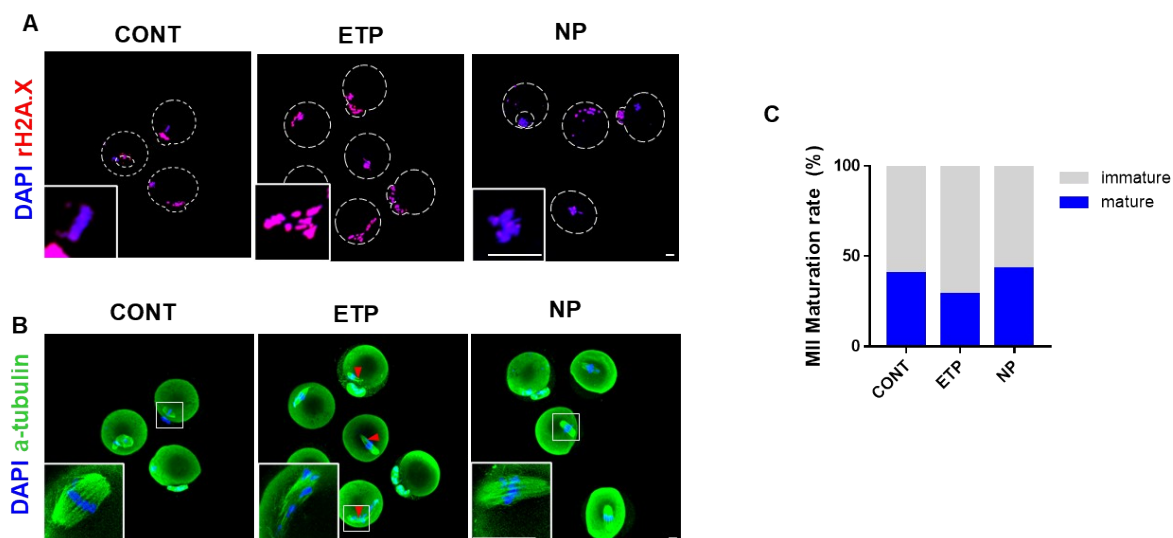 A
CONT
ETP
NP
DAPI rH2A.X
B
CONT
ETP
NP
DAPI a-tubulin
C
MII Maturation rate (%)
100
50
0
CONT
ETP
NP
immature
mature